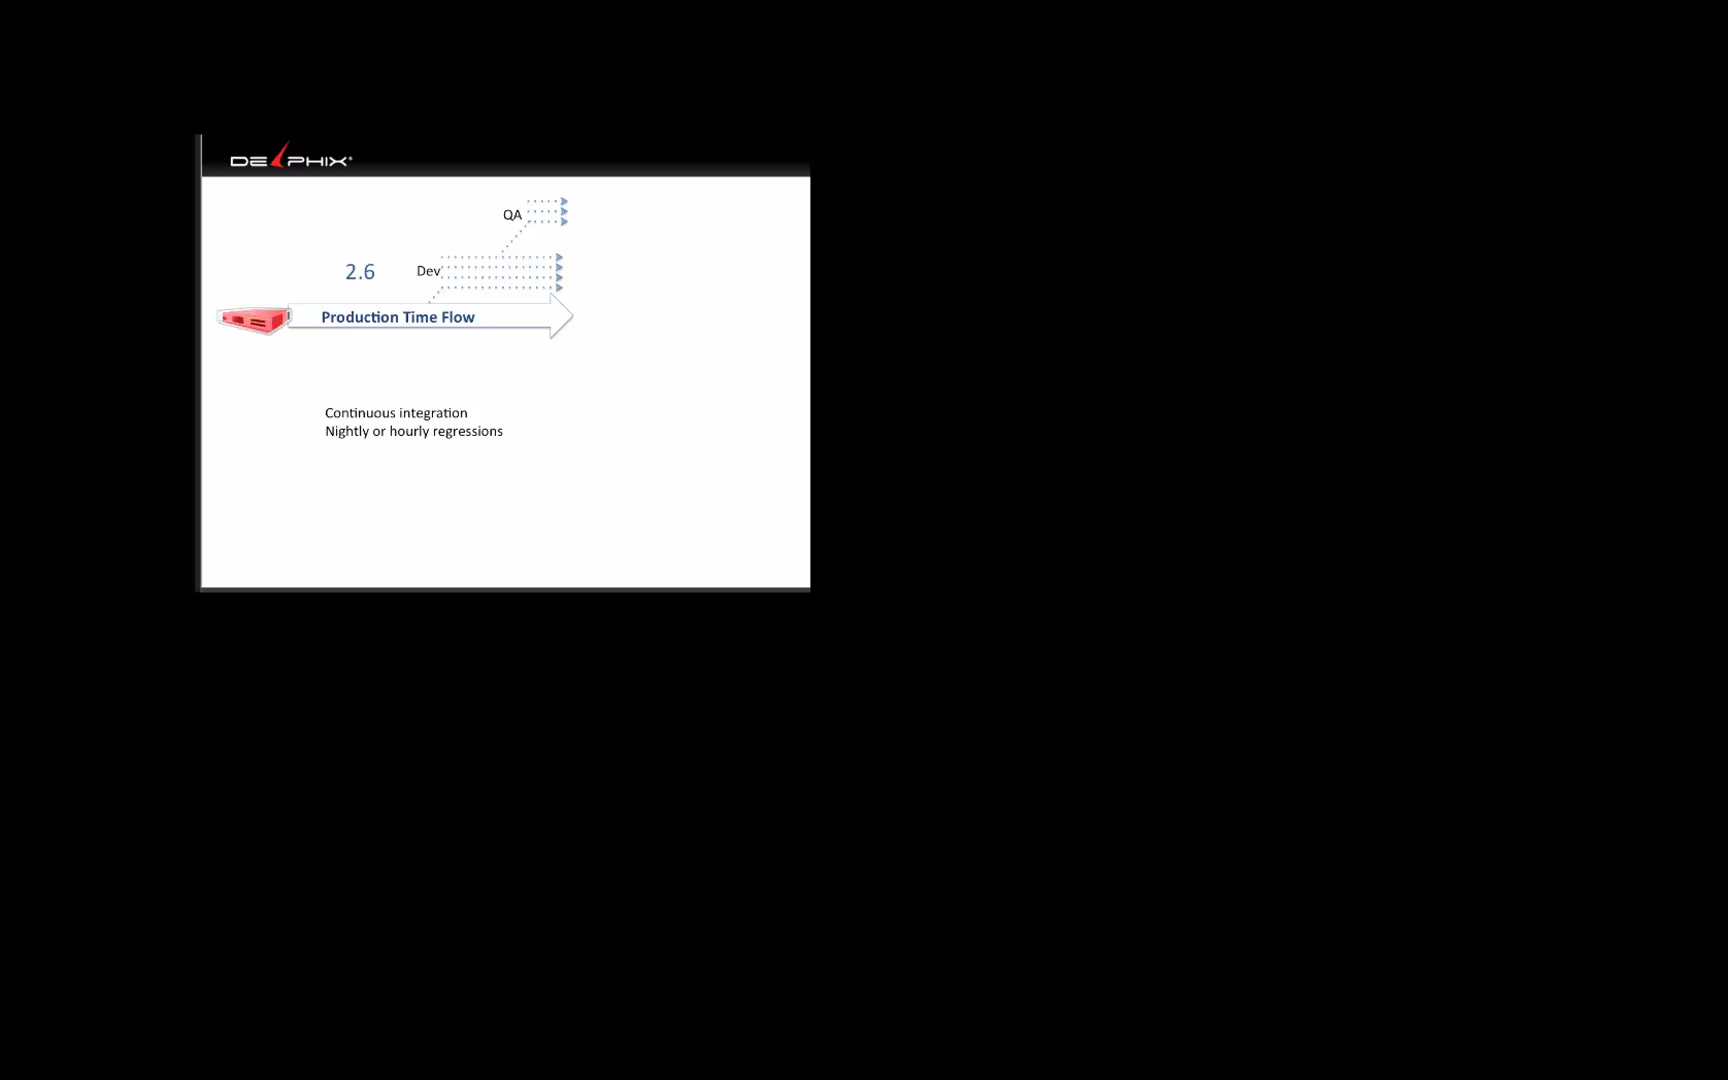 DELPHIX®
QA
2.6
Dev
Production Time Flow
Continuous integration
Nightly or hourly regressions